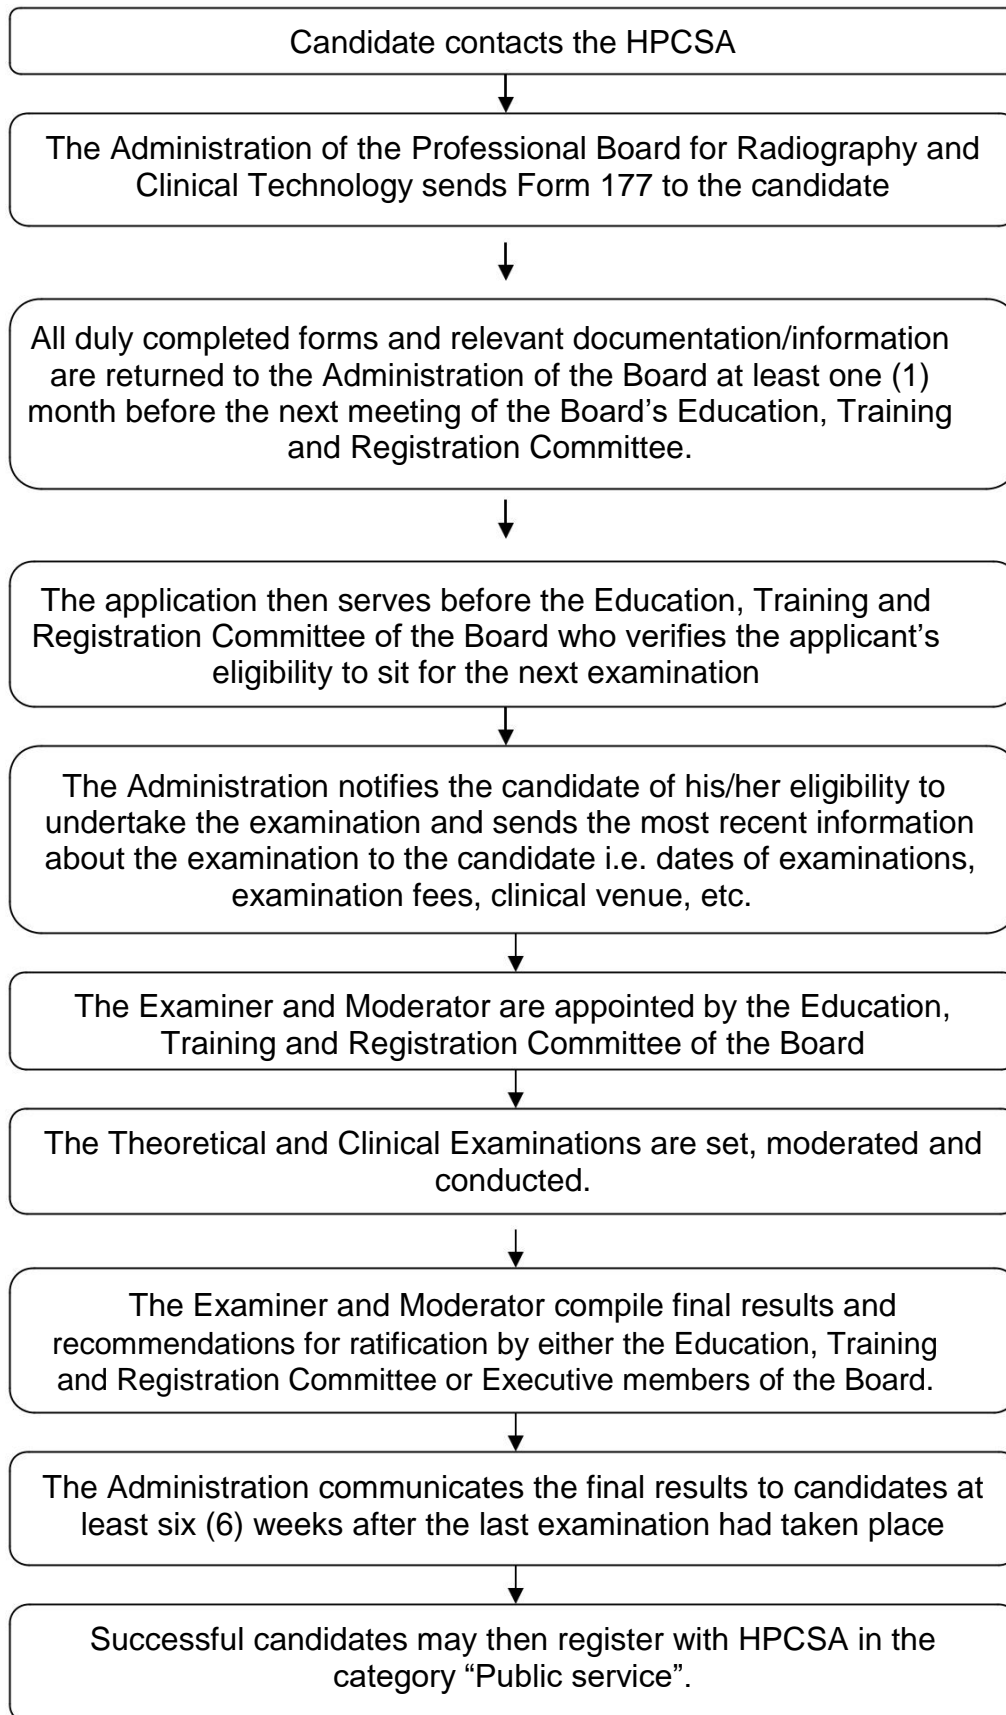 Candidate contacts the HPCSA
The Administration of the Professional Board for Radiography and
Clinical Technology sends Form 177 to the candidate
All duly completed forms and relevant documentation/information
are returned to the Administration of the Board at least one (1)
month before the next meeting of the Board’s Education, Training
and Registration Committee.
The application then serves before the Education, Training and
Registration Committee of the Board who verifies the applicant’s
eligibility to sit for the next examination
The Administration notifies the candidate of his/her eligibility to
undertake the examination and sends the most recent information
about the examination to the candidate i.e. dates of examinations,
examination fees, clinical venue, etc.
The Examiner and Moderator are appointed by the Education,
Training and Registration Committee of the Board
The Theoretical and Clinical Examinations are set, moderated and
conducted.
The Examiner and Moderator compile final results and
recommendations for ratification by either the Education, Training
and Registration Committee or Executive members of the Board.
The Administration communicates the final results to candidates at
least six (6) weeks after the last examination had taken place
Successful candidates may then register with HPCSA in the
category “Public service”.